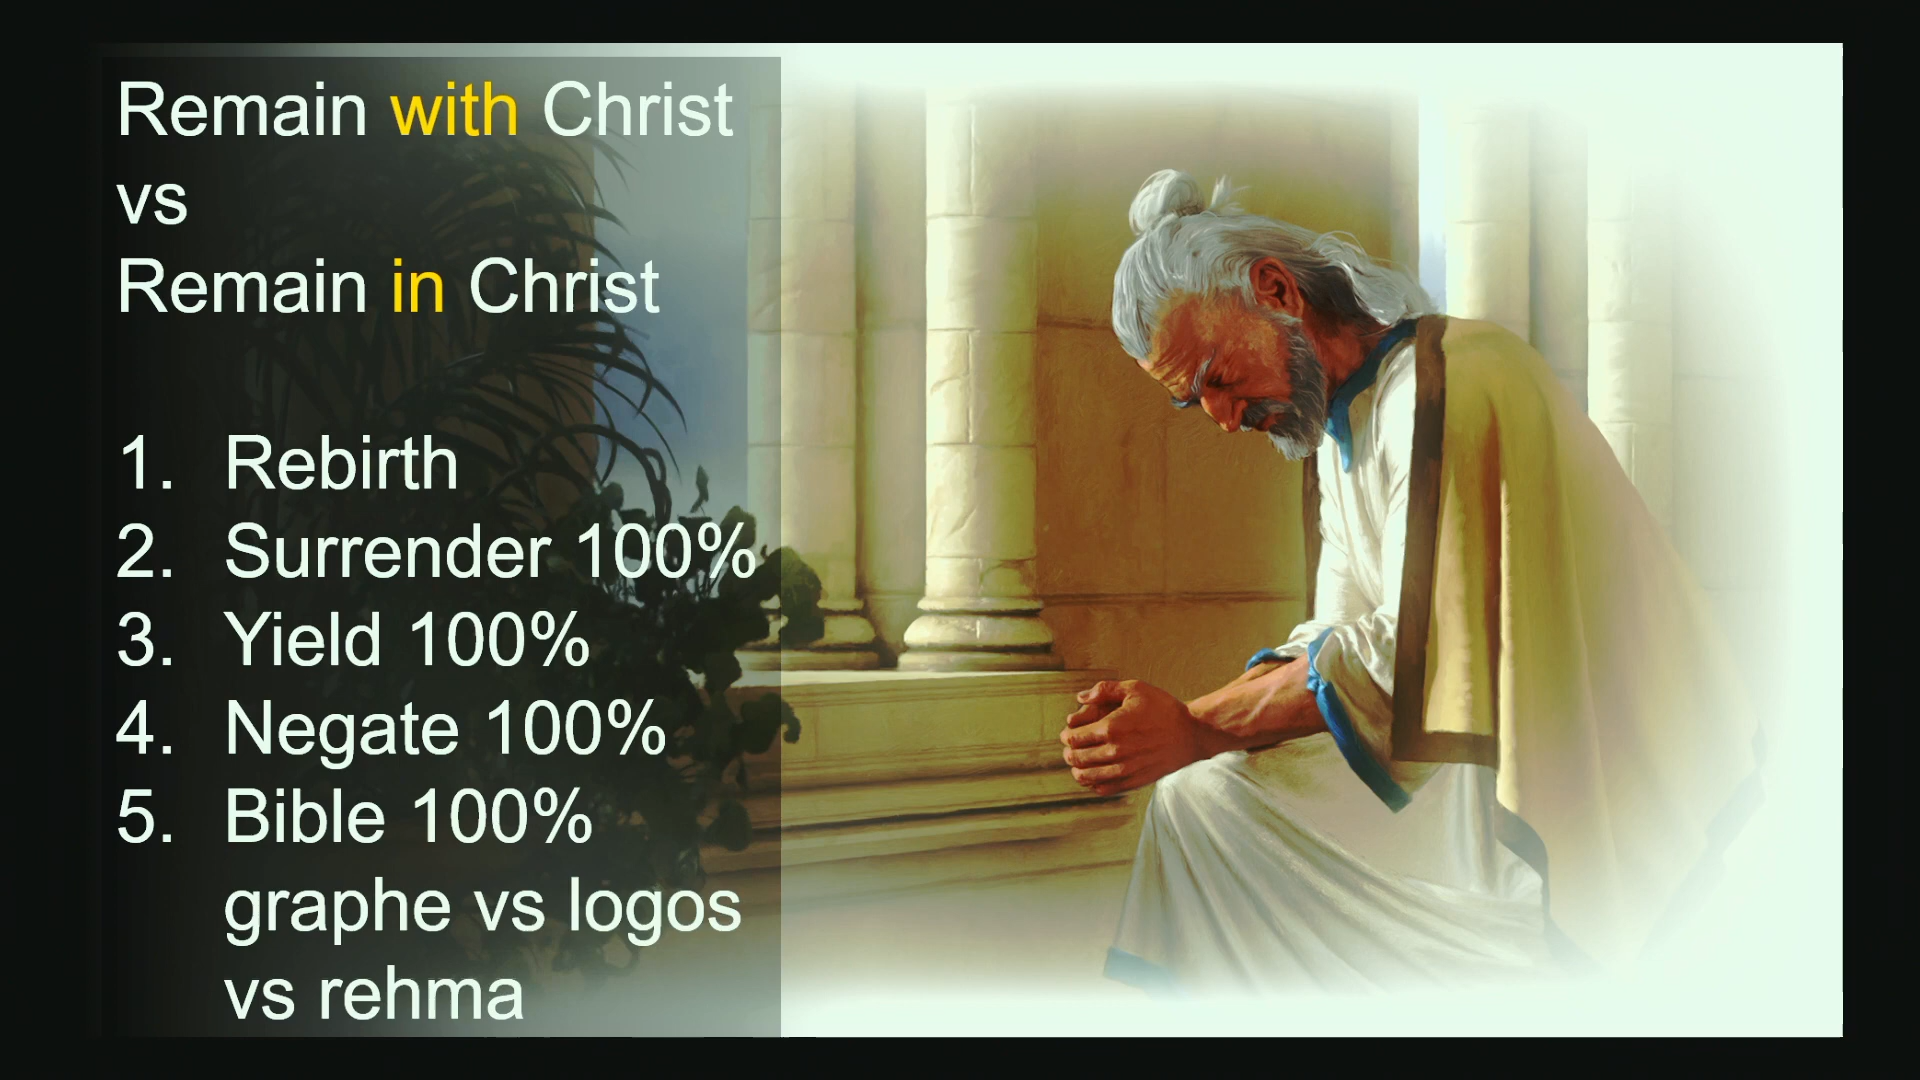 Remain with Christ
vs
Remain in Christ
1. Rebirth
2. Surrender 100%
3. Yield 100%
4. Negate 100%
5. Bible 100%
graphe vs logos
vs rehma